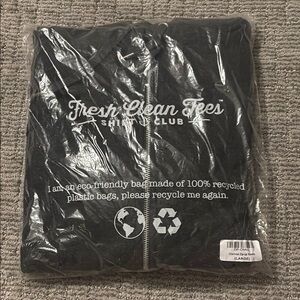 Fresh Clean Tees
SHIRT CLUB
I am an eco-friendly bag made of 100% recycled
plastic bags, please recycle me again.
(LARGE)